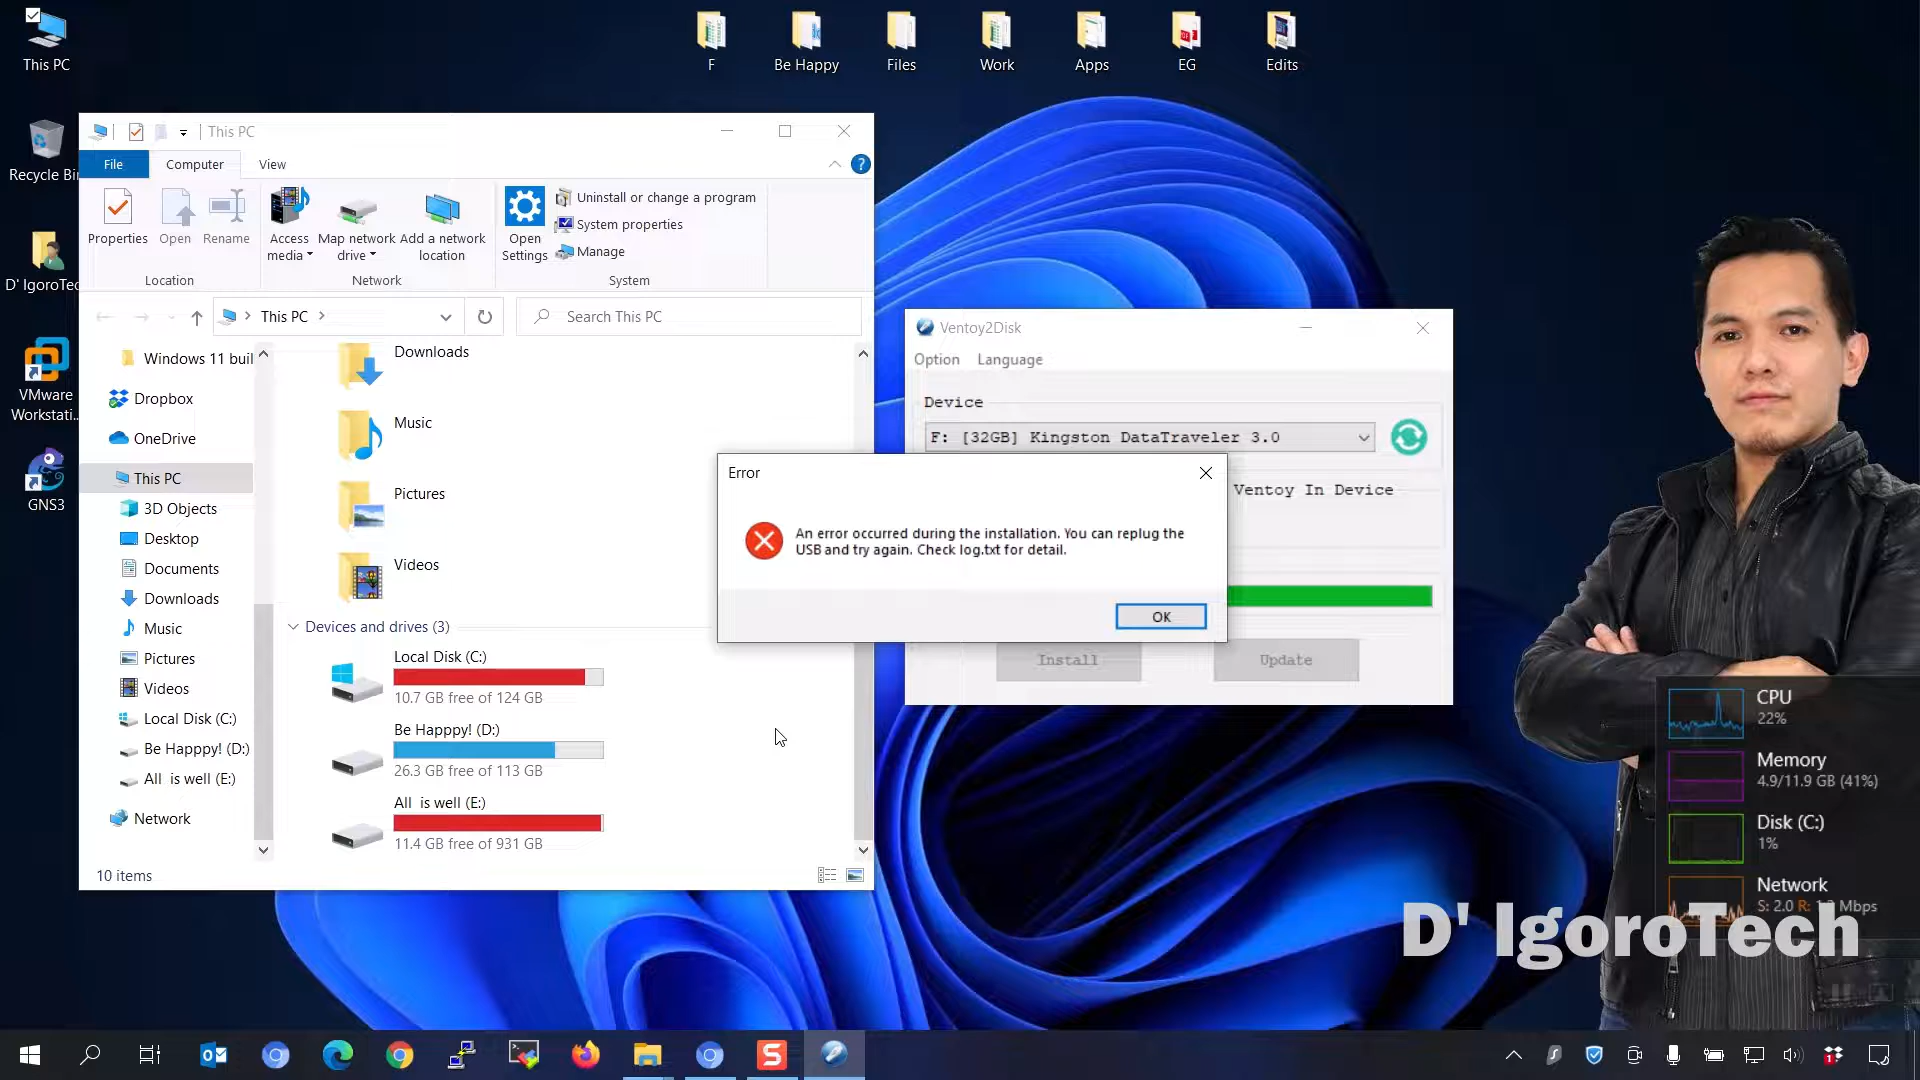 This PC
F
Be Happy
Files
Work
Apps
EG
Edits
Recycle Bin
D' IgoroTec
VMware
Workstati...
GNS3
This PC
File
Computer
View
Properties
Open
Rename
Access
media
Map network
drive
Add a network
location
Open
Settings
Uninstall or change a program
System properties
Manage
Location
Network
System
This PC
Search This PC
Windows 11 buil
Dropbox
OneDrive
This PC
3D Objects
Desktop
Documents
Downloads
Music
Pictures
Videos
Local Disk (C:)
Be Happpy! (D:)
All is well (E:)
Network
Downloads
Music
Pictures
Videos
Devices and drives (3)
Local Disk (C:)
10.7 GB free of 124 GB
Be Happpy! (D:)
26.3 GB free of 113 GB
All is well (E:)
11.4 GB free of 931 GB
10 items
Ventoy2Disk
Option
Language
Device
F: [32GB] Kingston DataTraveler 3.0
Ventoy In Device
Install
Update
Error
An error occurred during the installation. You can replug the
USB and try again. Check log.txt for detail.
OK
CPU
22%
Memory
4.9/11.9 GB (41%)
Disk (C:)
1%
Network
S: 2.0 R: Mbps
D' IgoroTech